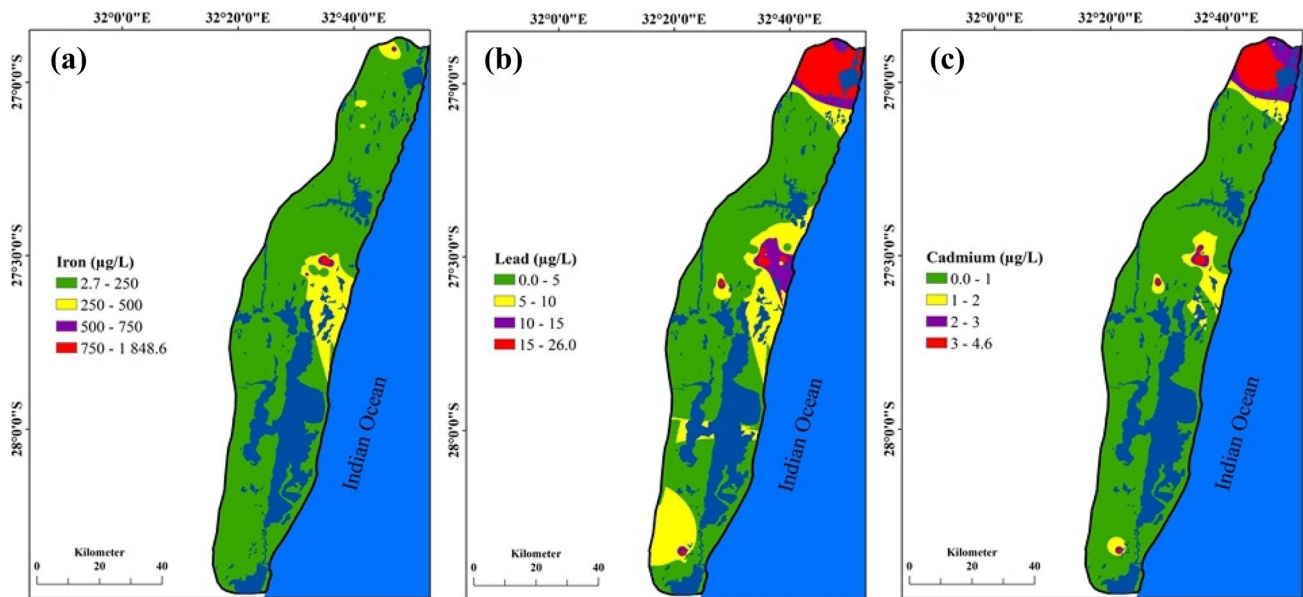 32°0'0"E 32°20'0"E 32°40'0"E
(a)
27°0'0"S
27°30'0"S
28°0'0"S
Iron (µg/L)
2.7 - 250
250 - 500
500 - 750
750 - 1 848.6
Indian Ocean
Kilometer
0 20 40
32°0'0"E 32°20'0"E 32°40'0"E
(b)
27°0'0"S
27°30'0"S
28°0'0"S
Lead (µg/L)
0.0 - 5
5 - 10
10 - 15
15 - 26.0
Indian Ocean
Kilometer
0 20 40
32°0'0"E 32°20'0"E 32°40'0"E
(c)
27°0'0"S
27°30'0"S
28°0'0"S
Cadmium (µg/L)
0.0 - 1
1 - 2
2 - 3
3 - 4.6
Indian Ocean
Kilometer
0 20 40